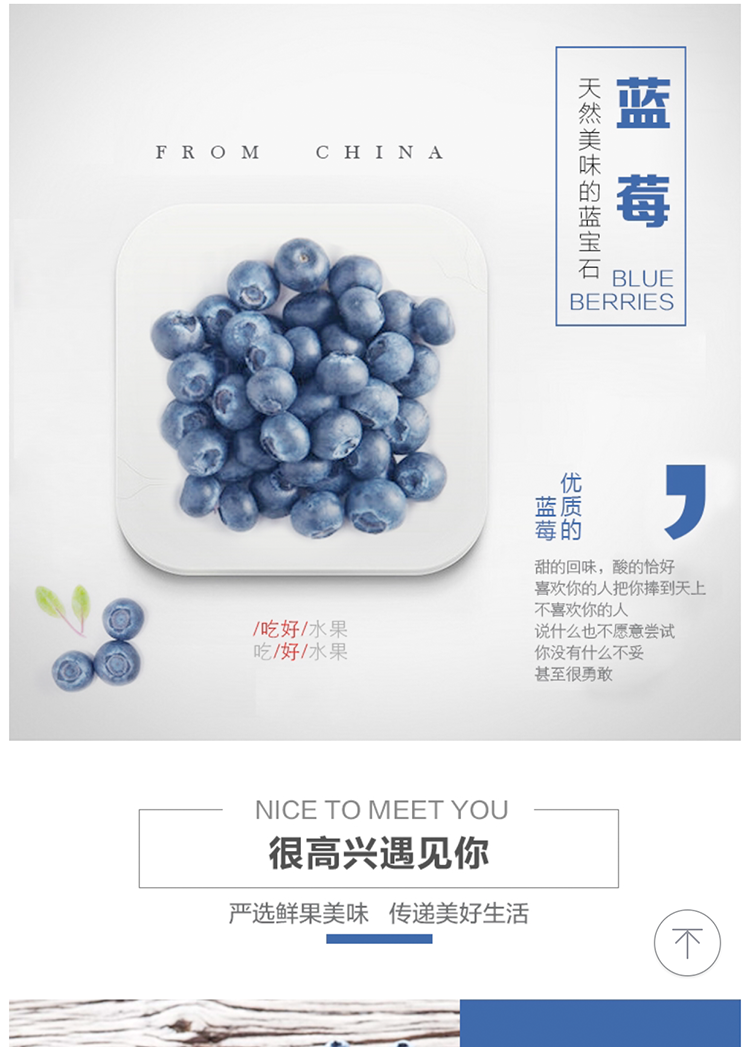 FROM CHINA
蓝莓
天然美味的蓝宝石
BLUE
BERRIES
优质的
蓝莓
甜的回味，酸的恰好
喜欢你的人把你捧到天上
不喜欢你的人
说什么也不愿意尝试
你没有什么不妥
甚至很勇敢
/吃好/水果
吃/好/水果
NICE TO MEET YOU
很高兴遇见你
严选鲜果美味 传递美好生活